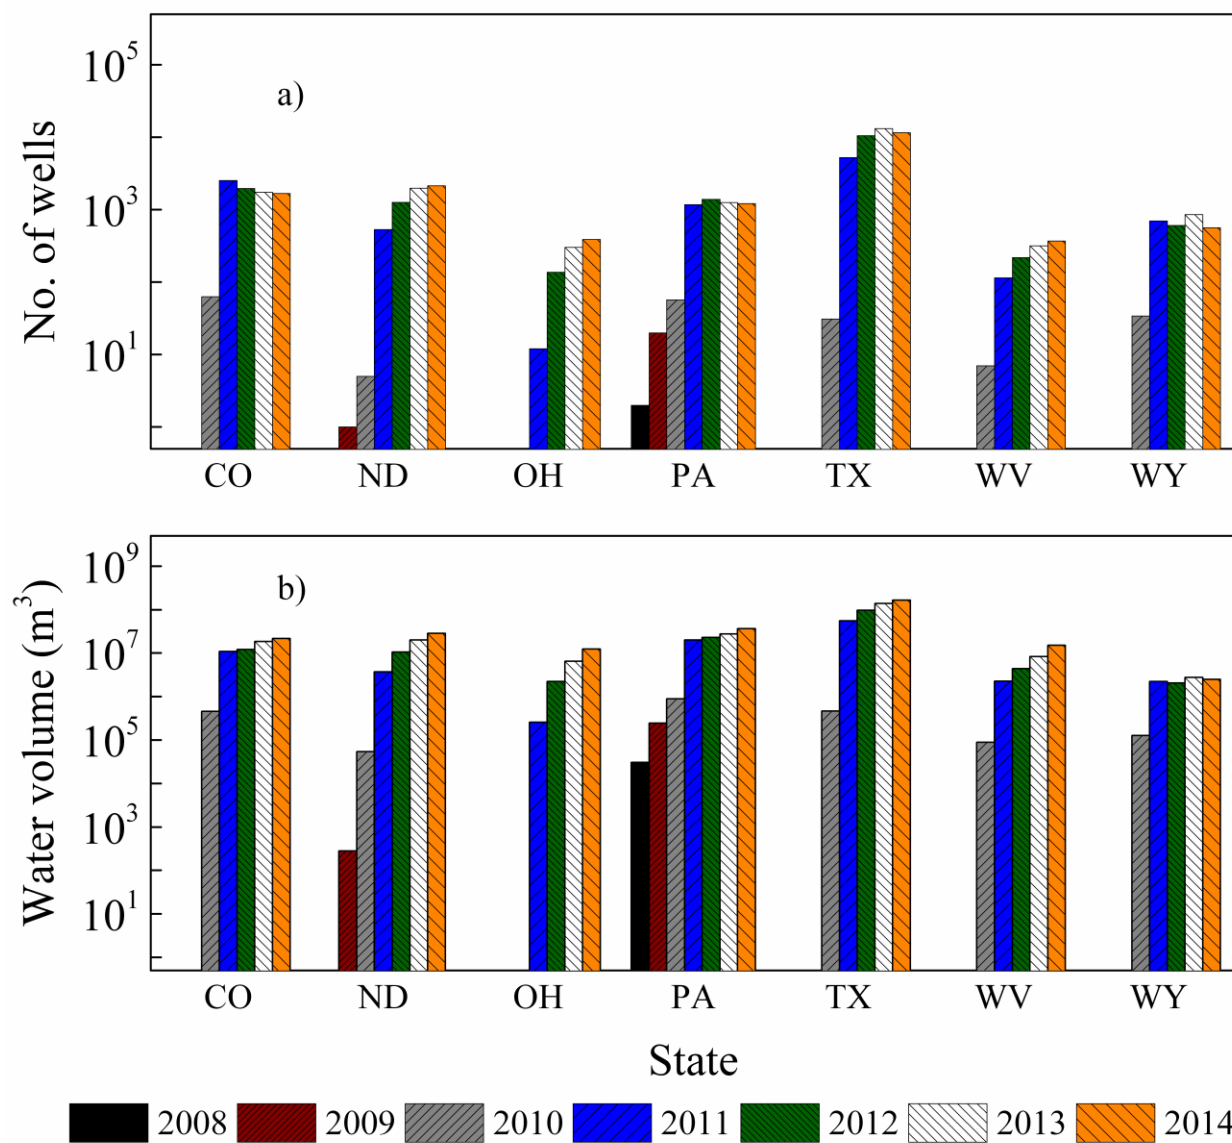 a)
No. of wells
10^5
10^3
10^1
CO ND OH PA TX WV WY
b)
Water volume (m^3)
10^9
10^7
10^5
10^3
10^1
CO ND OH PA TX WV WY
State
2008 2009 2010 2011 2012 2013 2014